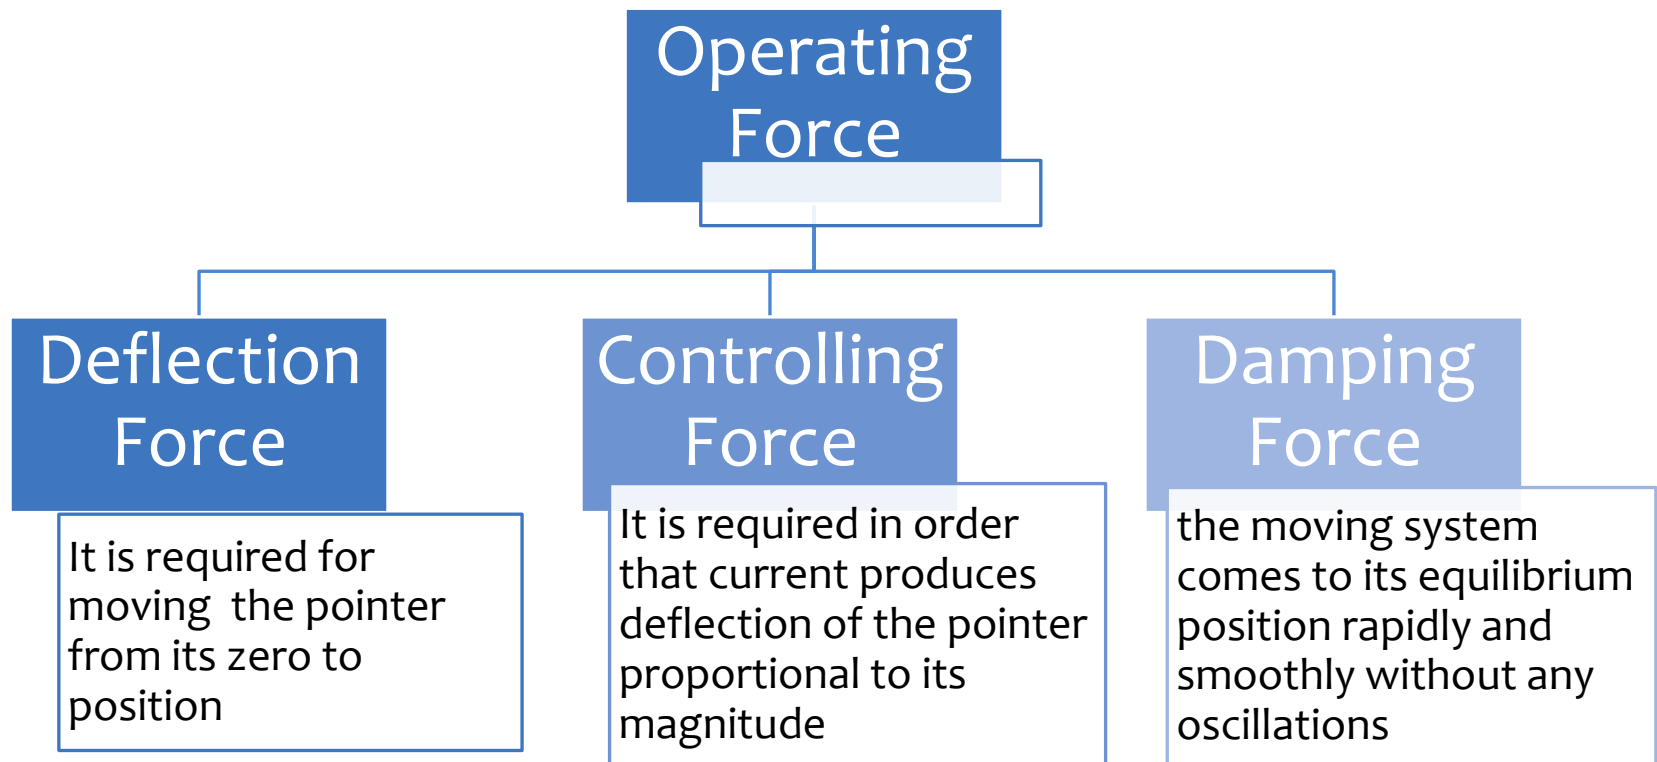 Operating
Force
Deflection
Force
It is required for
moving  the pointer
from its zero to
position
Controlling
Force
It is required in order
that current produces
deflection of the pointer
proportional to its
magnitude
Damping
Force
the moving system
comes to its equilibrium
position rapidly and
smoothly without any
oscillations